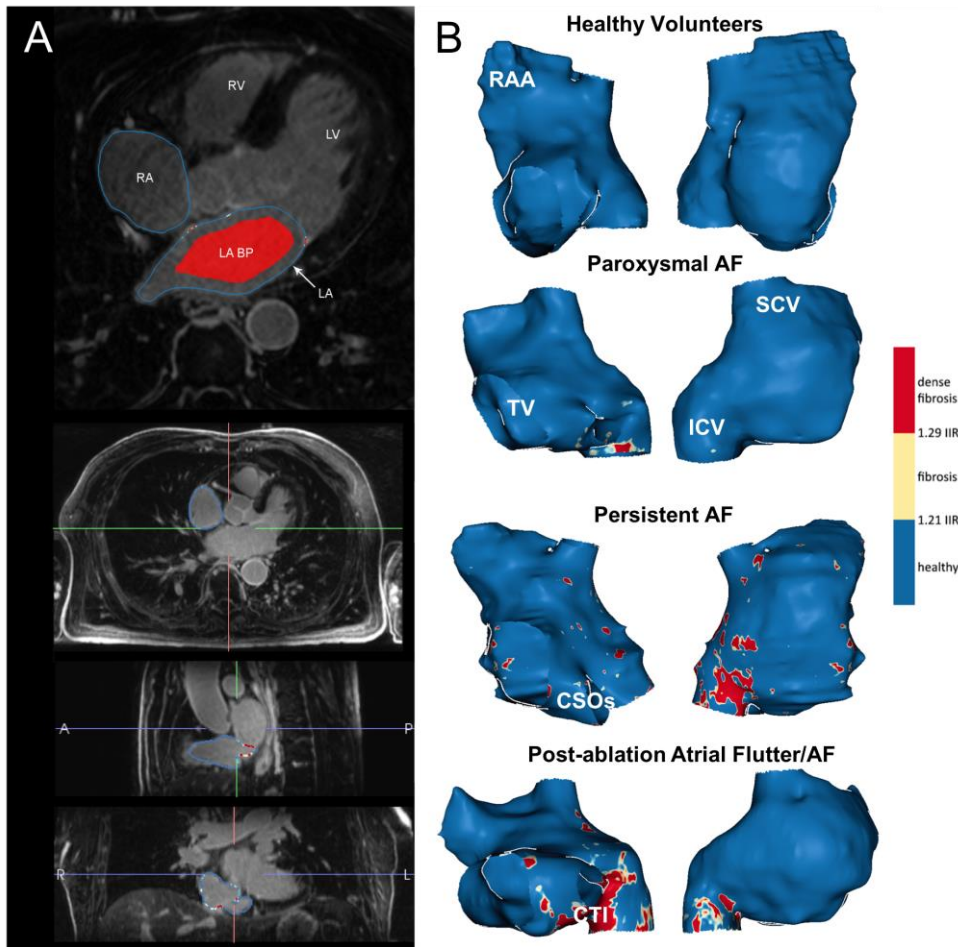 A
RV
LV
RA
LA BP
LA
A
P
R
L
B
Healthy Volunteers
RAA
Paroxysmal AF
SCV
TV
ICV
Persistent AF
CSOs
Post-ablation Atrial Flutter/AF
CTI
dense
fibrosis
1.29 IIR
fibrosis
1.21 IIR
healthy